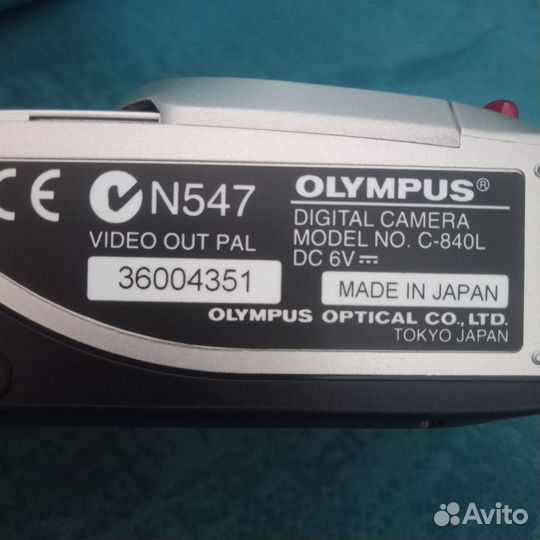 CE N547
VIDEO OUT PAL
36004351
OLYMPUS®
DIGITAL CAMERA
MODEL NO. C-840L
DC 6V
MADE IN JAPAN
OLYMPUS OPTICAL CO., LTD.
TOKYO JAPAN
Avito